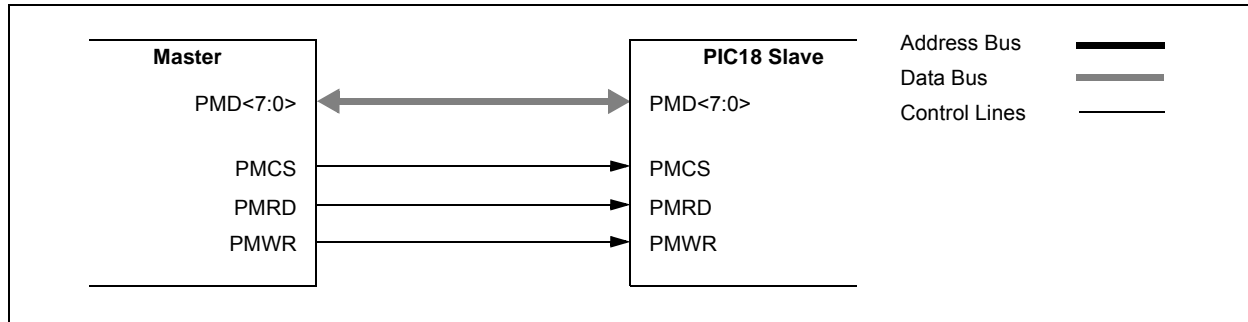 Master
PMD<7:0>
PMCS
PMRD
PMWR
PIC18 Slave
PMD<7:0>
PMCS
PMRD
PMWR
Address Bus
Data Bus
Control Lines